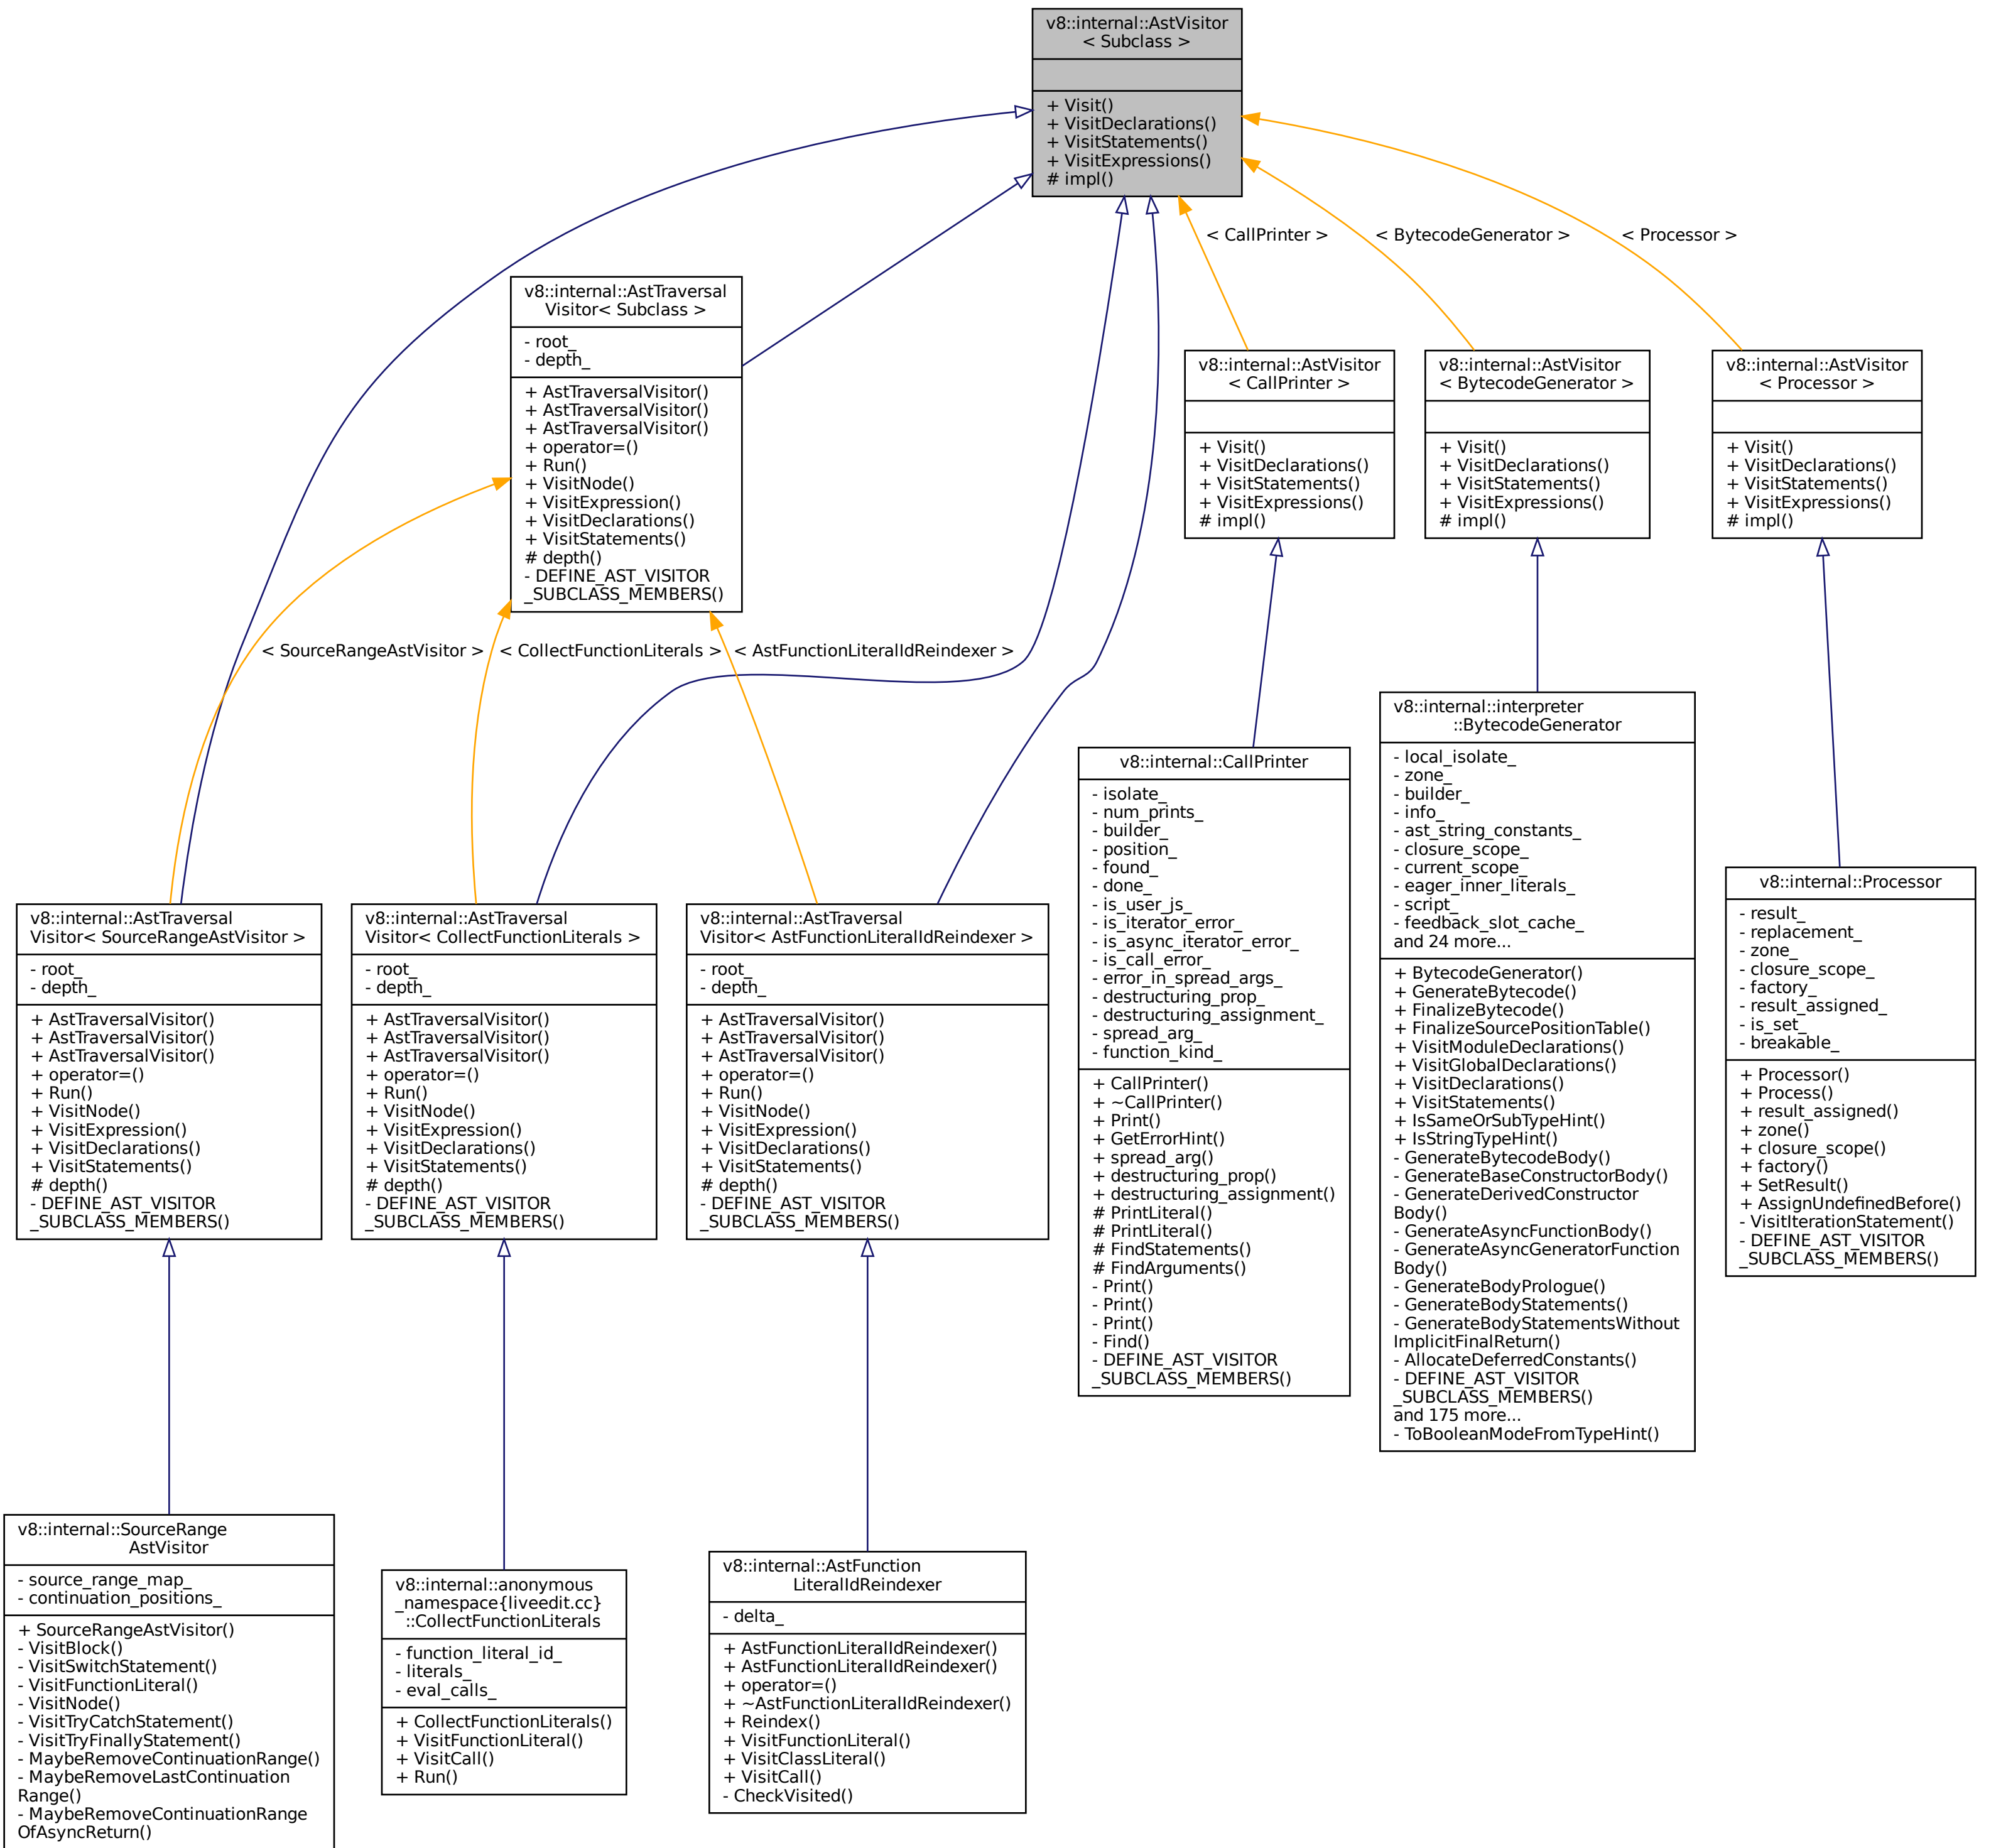 v8::internal::AstVisitor
< Subclass >
+ Visit()
+ VisitDeclarations()
+ VisitStatements()
+ VisitExpressions()
# impl()
< CallPrinter >
< BytecodeGenerator >
< Processor >
v8::internal::AstTraversal
Visitor< Subclass >
- root_
- depth_
+ AstTraversalVisitor()
+ AstTraversalVisitor()
+ AstTraversalVisitor()
+ operator=()
+ Run()
+ VisitNode()
+ VisitExpression()
+ VisitDeclarations()
+ VisitStatements()
# depth()
- DEFINE_AST_VISITOR
_SUBCLASS_MEMBERS()
v8::internal::AstVisitor
< CallPrinter >
+ Visit()
+ VisitDeclarations()
+ VisitStatements()
+ VisitExpressions()
# impl()
v8::internal::AstVisitor
< BytecodeGenerator >
+ Visit()
+ VisitDeclarations()
+ VisitStatements()
+ VisitExpressions()
# impl()
v8::internal::AstVisitor
< Processor >
+ Visit()
+ VisitDeclarations()
+ VisitStatements()
+ VisitExpressions()
# impl()
< SourceRangeAstVisitor >
< CollectFunctionLiterals >
< AstFunctionLiteralIdReindexer >
v8::internal::AstTraversal
Visitor< SourceRangeAstVisitor >
- root_
- depth_
+ AstTraversalVisitor()
+ AstTraversalVisitor()
+ AstTraversalVisitor()
+ operator=()
+ Run()
+ VisitNode()
+ VisitExpression()
+ VisitDeclarations()
+ VisitStatements()
# depth()
- DEFINE_AST_VISITOR
_SUBCLASS_MEMBERS()
v8::internal::AstTraversal
Visitor< CollectFunctionLiterals >
- root_
- depth_
+ AstTraversalVisitor()
+ AstTraversalVisitor()
+ AstTraversalVisitor()
+ operator=()
+ Run()
+ VisitNode()
+ VisitExpression()
+ VisitDeclarations()
+ VisitStatements()
# depth()
- DEFINE_AST_VISITOR
_SUBCLASS_MEMBERS()
v8::internal::AstTraversal
Visitor< AstFunctionLiteralIdReindexer >
- root_
- depth_
+ AstTraversalVisitor()
+ AstTraversalVisitor()
+ AstTraversalVisitor()
+ operator=()
+ Run()
+ VisitNode()
+ VisitExpression()
+ VisitDeclarations()
+ VisitStatements()
# depth()
- DEFINE_AST_VISITOR
_SUBCLASS_MEMBERS()
v8::internal::CallPrinter
- isolate_
- num_prints_
- builder_
- position_
- found_
- done_
- is_user_js_
- is_iterator_error_
- is_async_iterator_error_
- is_call_error_
- error_in_spread_args_
- destructuring_prop_
- destructuring_assignment_
- spread_arg_
- function_kind_
+ CallPrinter()
+ ~CallPrinter()
+ Print()
+ GetErrorHint()
+ spread_arg()
+ destructuring_prop()
+ destructuring_assignment()
# PrintLiteral()
# PrintLiteral()
# FindStatements()
# FindArguments()
- Print()
- Print()
- Print()
- Find()
- DEFINE_AST_VISITOR
_SUBCLASS_MEMBERS()
v8::internal::interpreter
::BytecodeGenerator
- local_isolate_
- zone_
- builder_
- info_
- ast_string_constants_
- closure_scope_
- current_scope_
- eager_inner_literals_
- script_
- feedback_slot_cache_
and 24 more...
+ BytecodeGenerator()
+ GenerateBytecode()
+ FinalizeBytecode()
+ FinalizeSourcePositionTable()
+ VisitModuleDeclarations()
+ VisitGlobalDeclarations()
+ VisitDeclarations()
+ VisitStatements()
+ IsSameOrSubTypeHint()
+ IsStringTypeHint()
- GenerateBytecodeBody()
- GenerateBaseConstructorBody()
- GenerateDerivedConstructor
Body()
- GenerateAsyncFunctionBody()
- GenerateAsyncGeneratorFunction
Body()
- GenerateBodyPrologue()
- GenerateBodyStatements()
- GenerateBodyStatementsWithout
ImplicitFinalReturn()
- AllocateDeferredConstants()
- DEFINE_AST_VISITOR
_SUBCLASS_MEMBERS()
and 175 more...
- ToBooleanModeFromTypeHint()
v8::internal::Processor
- result_
- replacement_
- zone_
- closure_scope_
- factory_
- result_assigned_
- is_set_
- breakable_
+ Processor()
+ Process()
+ result_assigned()
+ zone()
+ closure_scope()
+ factory()
+ SetResult()
+ AssignUndefinedBefore()
- VisitIterationStatement()
- DEFINE_AST_VISITOR
_SUBCLASS_MEMBERS()
v8::internal::SourceRange
AstVisitor
- source_range_map_
- continuation_positions_
+ SourceRangeAstVisitor()
- VisitBlock()
- VisitSwitchStatement()
- VisitFunctionLiteral()
- VisitNode()
- VisitTryCatchStatement()
- VisitTryFinallyStatement()
- MaybeRemoveContinuationRange()
- MaybeRemoveLastContinuation
Range()
- MaybeRemoveContinuationRange
OfAsyncReturn()
v8::internal::anonymous
_namespace{liveedit.cc}
::CollectFunctionLiterals
- function_literal_id_
- literals_
- eval_calls_
+ CollectFunctionLiterals()
+ VisitFunctionLiteral()
+ VisitCall()
+ Run()
v8::internal::AstFunction
LiteralIdReindexer
- delta_
+ AstFunctionLiteralIdReindexer()
+ AstFunctionLiteralIdReindexer()
+ operator=()
+ ~AstFunctionLiteralIdReindexer()
+ Reindex()
+ VisitFunctionLiteral()
+ VisitClassLiteral()
+ VisitCall()
- CheckVisited()